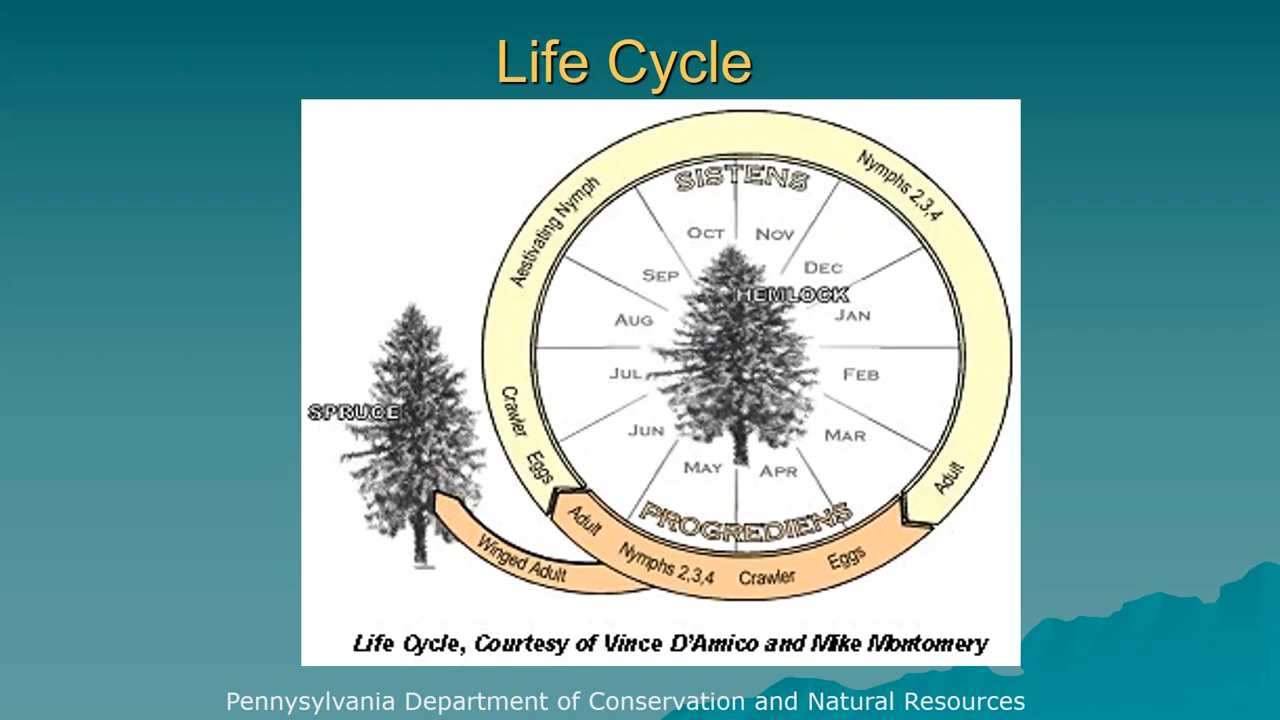 Life Cycle
SISTENS
Nymphs 2,3,4
Aestivating Nymph
OCT
NOV
SEP
DEC
HEMLOCK
AUG
JAN
JUL
FEB
SPRUCE
Crawler
JUN
MAR
Eggs
MAY
APR
Adult
PROGREDIENS
Adult
Nymphs 2,3,4
Crawler
Eggs
Winged Adult
Life Cycle, Courtesy of Vince D'Amico and Mike Montomery
Pennysylvania Department of Conservation and Natural Resources